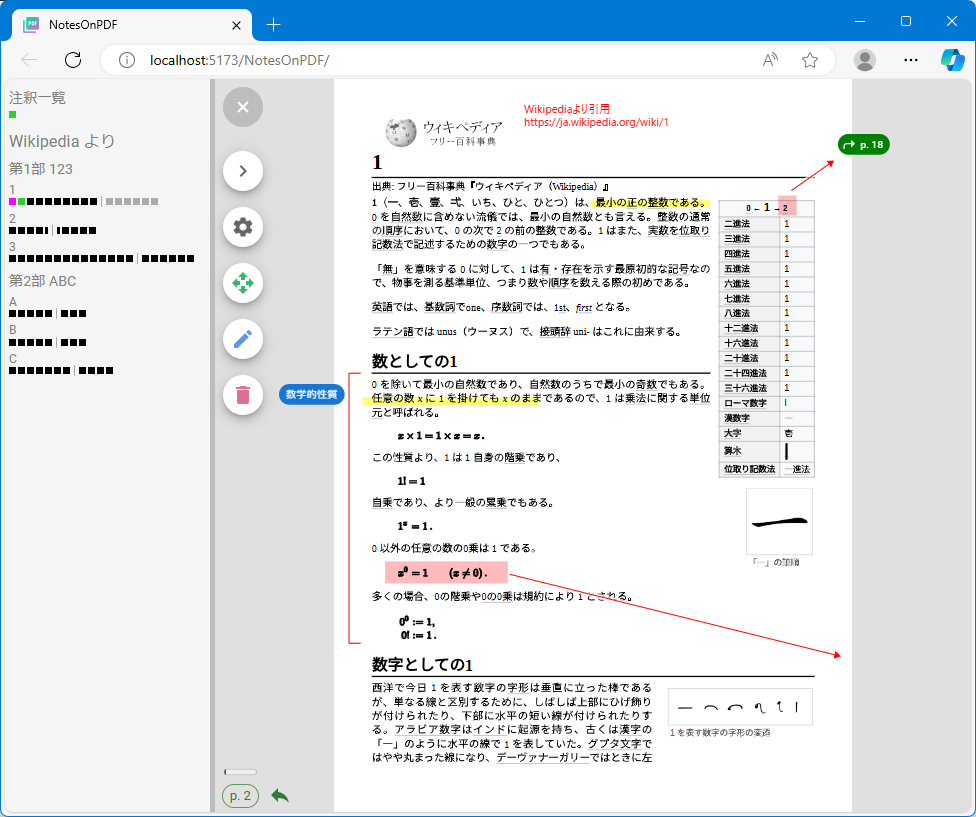 NotesOnPDF
localhost:5173/NotesOnPDF/
注釈一覧
Wikipedia より
第1部 123
1
2
3
第2部 ABC
A
B
C
数学的性質
p. 2
ウィキペディア
フリー百科事典
Wikipediaより引用
https://ja.wikipedia.org/wiki/1
p. 18
1
出典: フリー百科事典『ウィキペディア（Wikipedia）』
1（一、壱、壹、弌、いち、ひと、ひとつ）は、最小の正の整数である。
0 を自然数に含めない流儀では、最小の自然数とも言える。整数の通常
の順序において、0 の次で 2 の前の整数である。1 はまた、実数を位取り
記数法で記述するための数字の一つでもある。
「無」を意味する 0 に対して、1 は有・存在を示す最原初的な記号なの
で、物事を測る基準単位、つまり数や順序を数える際の初めである。
英語では、基数詞でone、序数詞では、1st、first となる。
ラテン語では unus（ウーヌス）で、接頭辞 uni- はこれに由来する。
数としての1
0 を除いて最小の自然数であり、自然数のうちで最小の奇数でもある。
任意の数 x に 1 を掛けても x のままであるので、1 は乗法に関する単位
元と呼ばれる。
x × 1 = 1 × x = x.
この性質より、1 は 1 自身の階乗であり、
1! = 1
自乗であり、より一般の累乗でもある。
1ˣ = 1.
0 以外の任意の数の0乗は 1 である。
x⁰ = 1 (x ≠ 0).
多くの場合、0の階乗や0の0乗は規約により 1 とされる。
0⁰ := 1,
0! := 1.
数字としての1
西洋で今日 1 を表す数字の字形は垂直に立った棒である
が、単なる線と区別するために、しばしば上部にひげ飾り
が付けられたり、下部に水平の短い線が付けられたりす
る。アラビア数字はインドに起源を持ち、古くは漢字の
「一」のように水平の線で 1 を表していた。グプタ文字で
はやや丸まった線になり、デーヴァナーガリーではときに左
0 ← 1 → 2
二進法 1
三進法 1
四進法 1
五進法 1
六進法 1
七進法 1
八進法 1
十二進法 1
十六進法 1
二十進法 1
二十四進法 1
三十六進法 1
ローマ数字 I
漢数字 一
大字 壱
算木
位取り記数法 一進法
「一」の筆順
1 を表す数字の字形の変遷